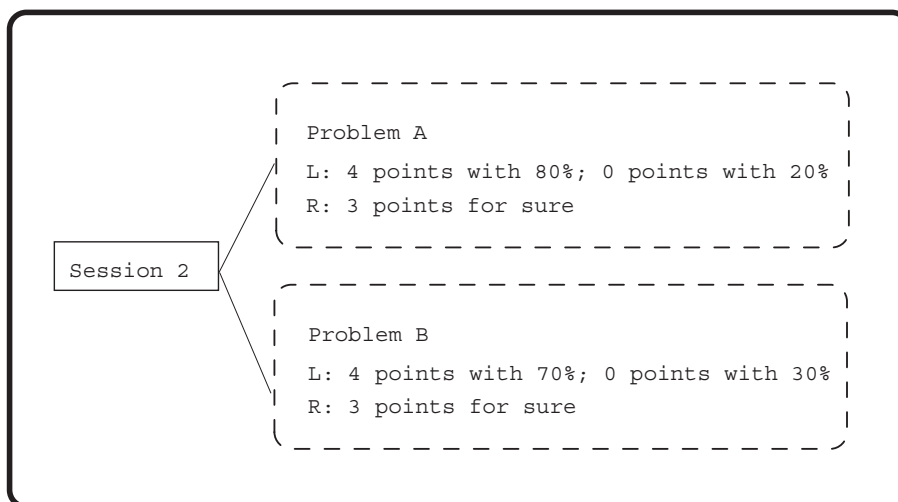 Problem A
L: 4 points with 80%; 0 points with 20%
R: 3 points for sure
Session 2
Problem B
L: 4 points with 70%; 0 points with 30%
R: 3 points for sure